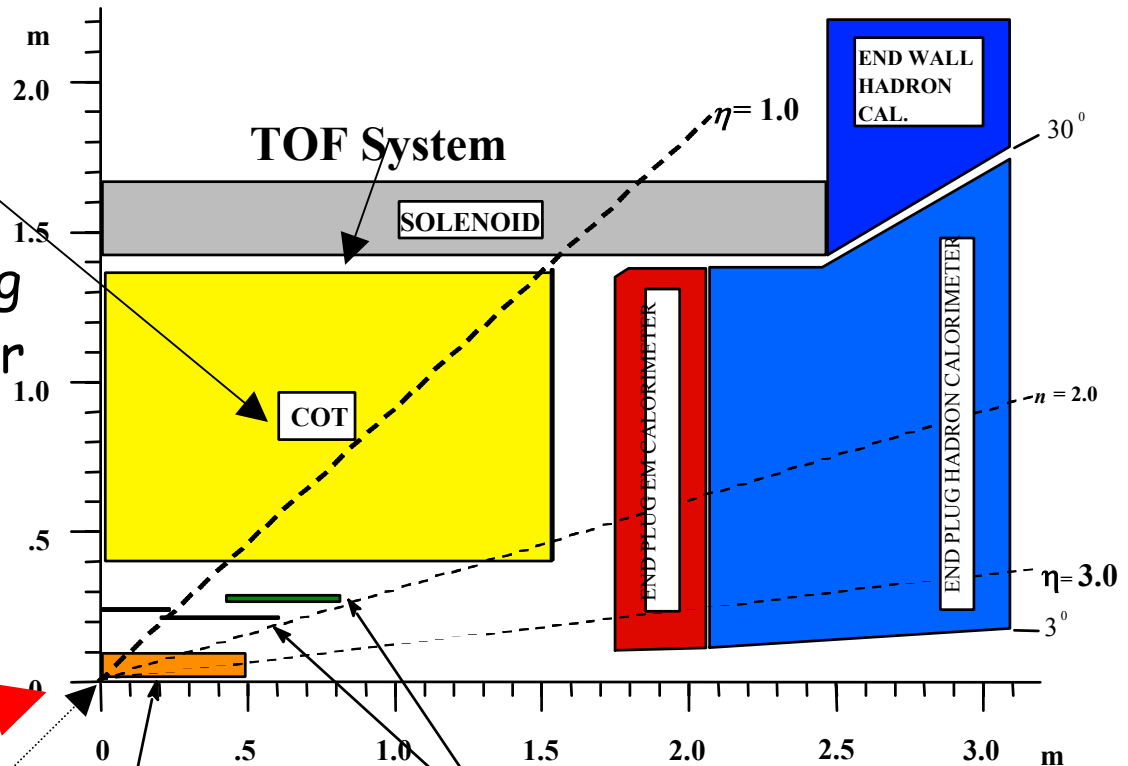 m
2.0
1.5
1.0
.5
0
TOF System
η= 1.0
END WALL
HADRON
CAL.
30⁰
SOLENOID
g
r
COT
END PLUG EM CALORIMETER
END PLUG HADRON CALORIMETER
n = 2.0
η= 3.0
3⁰
0
.5
1.0
1.5
2.0
2.5
3.0
m